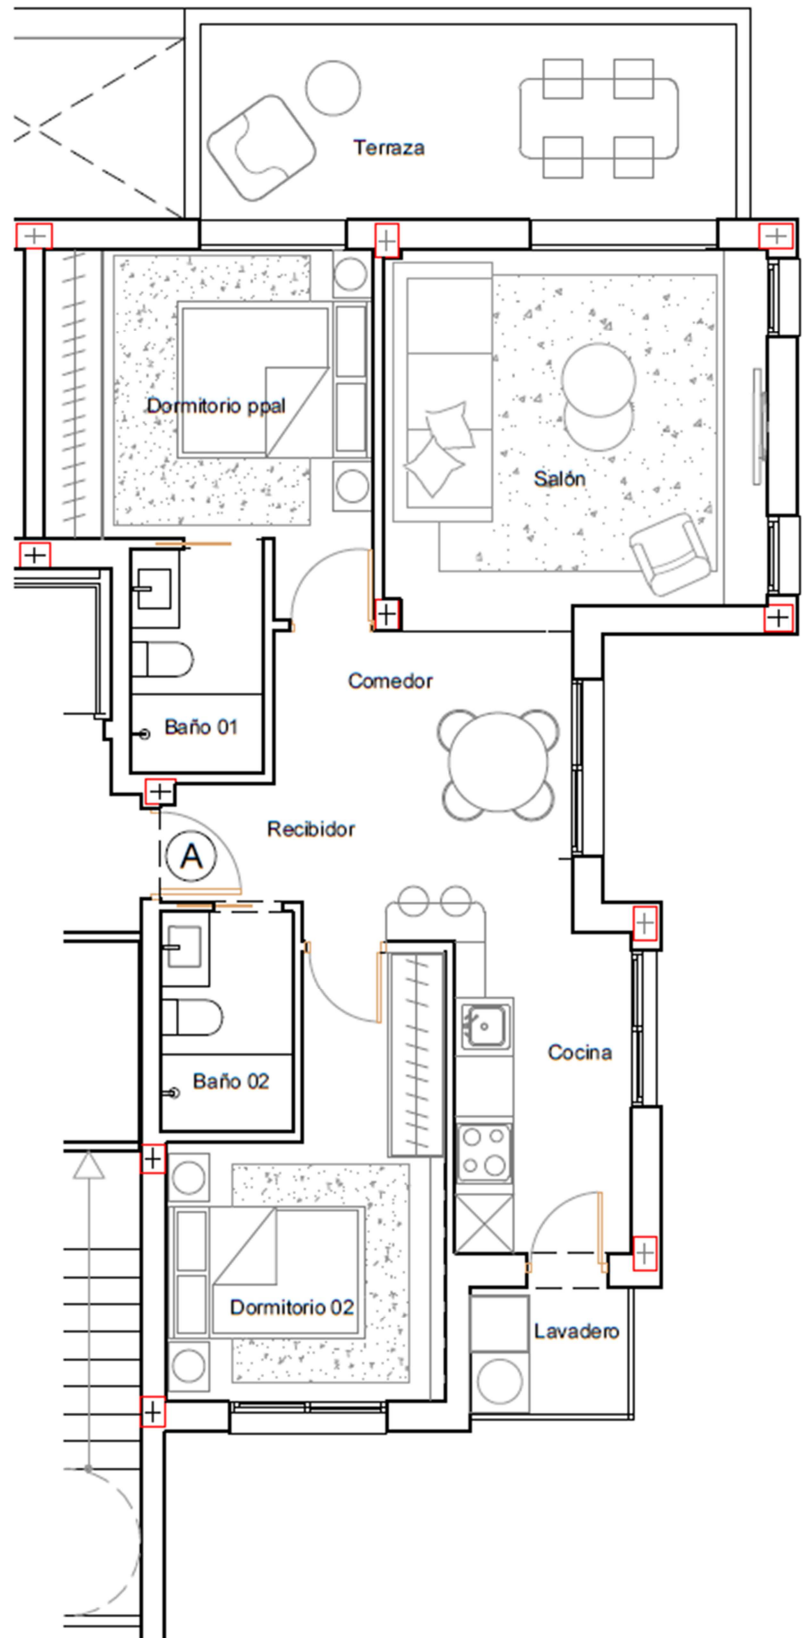 Terraza
Dormitorio ppal
Salón
Comedor
Baño 01
Recibidor
A
Cocina
Baño 02
Dormitorio 02
Lavadero